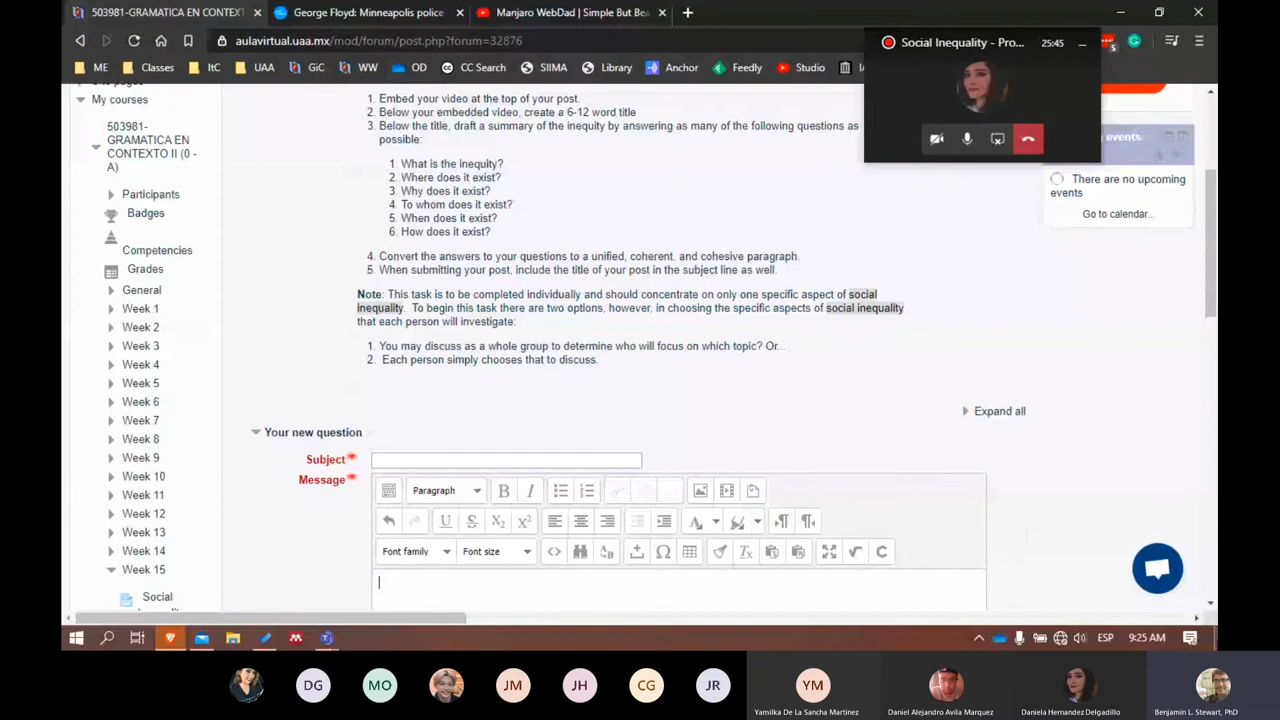 503981-GRAMATICA EN CONTEXT
George Floyd: Minneapolis police
Manjaro WebDad | Simple But Bea
aulavirtual.uaa.mx/mod/forum/post.php?forum=32876
ME
Classes
ItC
UAA
GiC
WW
OD
CC Search
SIIMA
Library
Anchor
Feedly
Studio
Social Inequality - Pro...
25:45
My courses
503981-
GRAMATICA EN
CONTEXTO II (0 -
A)
Participants
Badges
Competencies
Grades
General
Week 1
Week 2
Week 3
Week 4
Week 5
Week 6
Week 7
Week 8
Week 9
Week 10
Week 11
Week 12
Week 13
Week 14
Week 15
Social
1. Embed your video at the top of your post.
2. Below your embedded video, create a 6-12 word title
3. Below the title, draft a summary of the inequity by answering as many of the following questions as
possible:
1. What is the inequity?
2. Where does it exist?
3. Why does it exist?
4. To whom does it exist?
5. When does it exist?
6. How does it exist?
4. Convert the answers to your questions to a unified, coherent, and cohesive paragraph.
5. When submitting your post, include the title of your post in the subject line as well.
Note: This task is to be completed individually and should concentrate on only one specific aspect of social
inequality. To begin this task there are two options, however, in choosing the specific aspects of social inequality
that each person will investigate:
1. You may discuss as a whole group to determine who will focus on which topic? Or...
2. Each person simply chooses that to discuss.
Expand all
Your new question
Subject*
Message*
Paragraph
B
I
U
S
X2
X2
A
Font family
Font size
Ω
Tx
C
events
There are no upcoming
events
Go to calendar...
ESP
9:25 AM
DG
MO
JM
JH
CG
JR
YM
Yamilka De La Sancha Martinez
Daniel Alejandro Avila Marquez
Daniela Hernandez Delgadillo
Benjamin L. Stewart, PhD